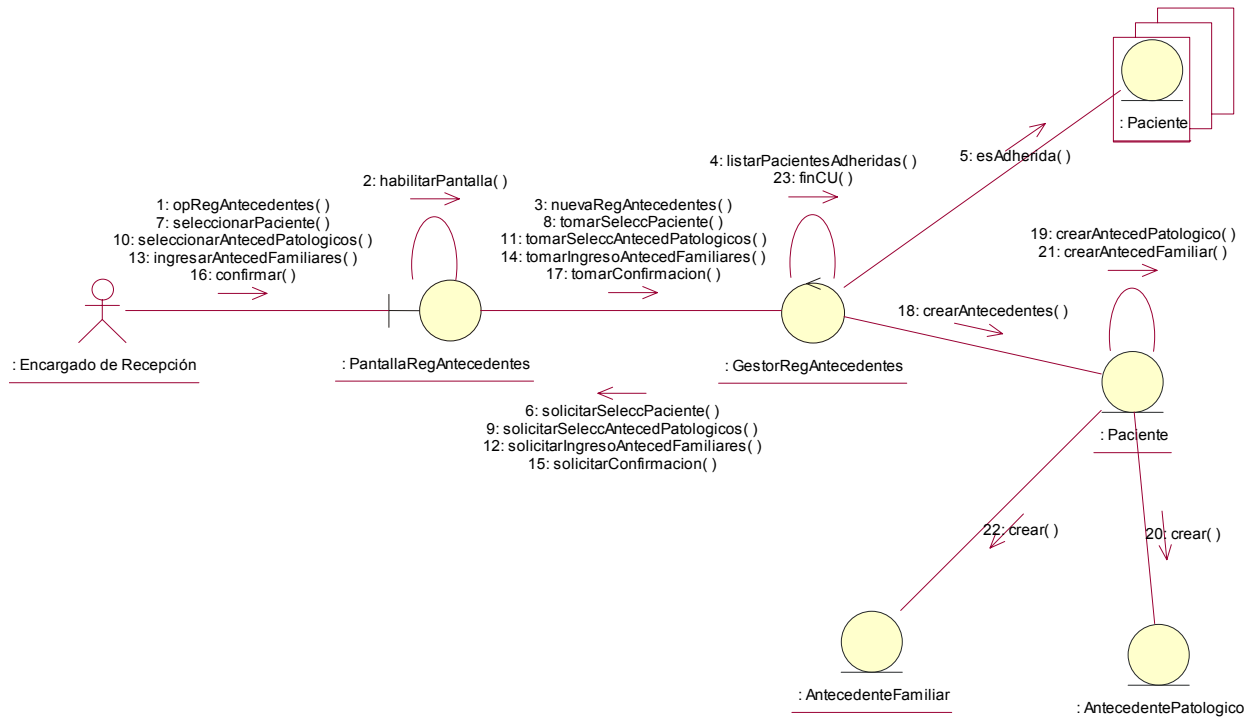 : Paciente
4: listarPacientesAdheridas( )
23: finCU( )
5: esAdherida( )
2: habilitarPantalla( )
1: opRegAntecedentes( )
7: seleccionarPaciente( )
10: seleccionarAntecedPatologicos( )
13: ingresarAntecedFamiliares( )
16: confirmar( )
3: nuevaRegAntecedentes( )
8: tomarSeleccPaciente( )
11: tomarSeleccAntecedPatologicos( )
14: tomarIngresoAntecedFamiliares( )
17: tomarConfirmacion( )
19: crearAntecedPatologico( )
21: crearAntecedFamiliar( )
18: crearAntecedentes( )
: Encargado de Recepción
: PantallaRegAntecedentes
: GestorRegAntecedentes
6: solicitarSeleccPaciente( )
9: solicitarSeleccAntecedPatologicos( )
12: solicitarIngresoAntecedFamiliares( )
15: solicitarConfirmacion( )
: Paciente
22: crear( )
20: crear( )
: AntecedenteFamiliar
: AntecedentePatologico